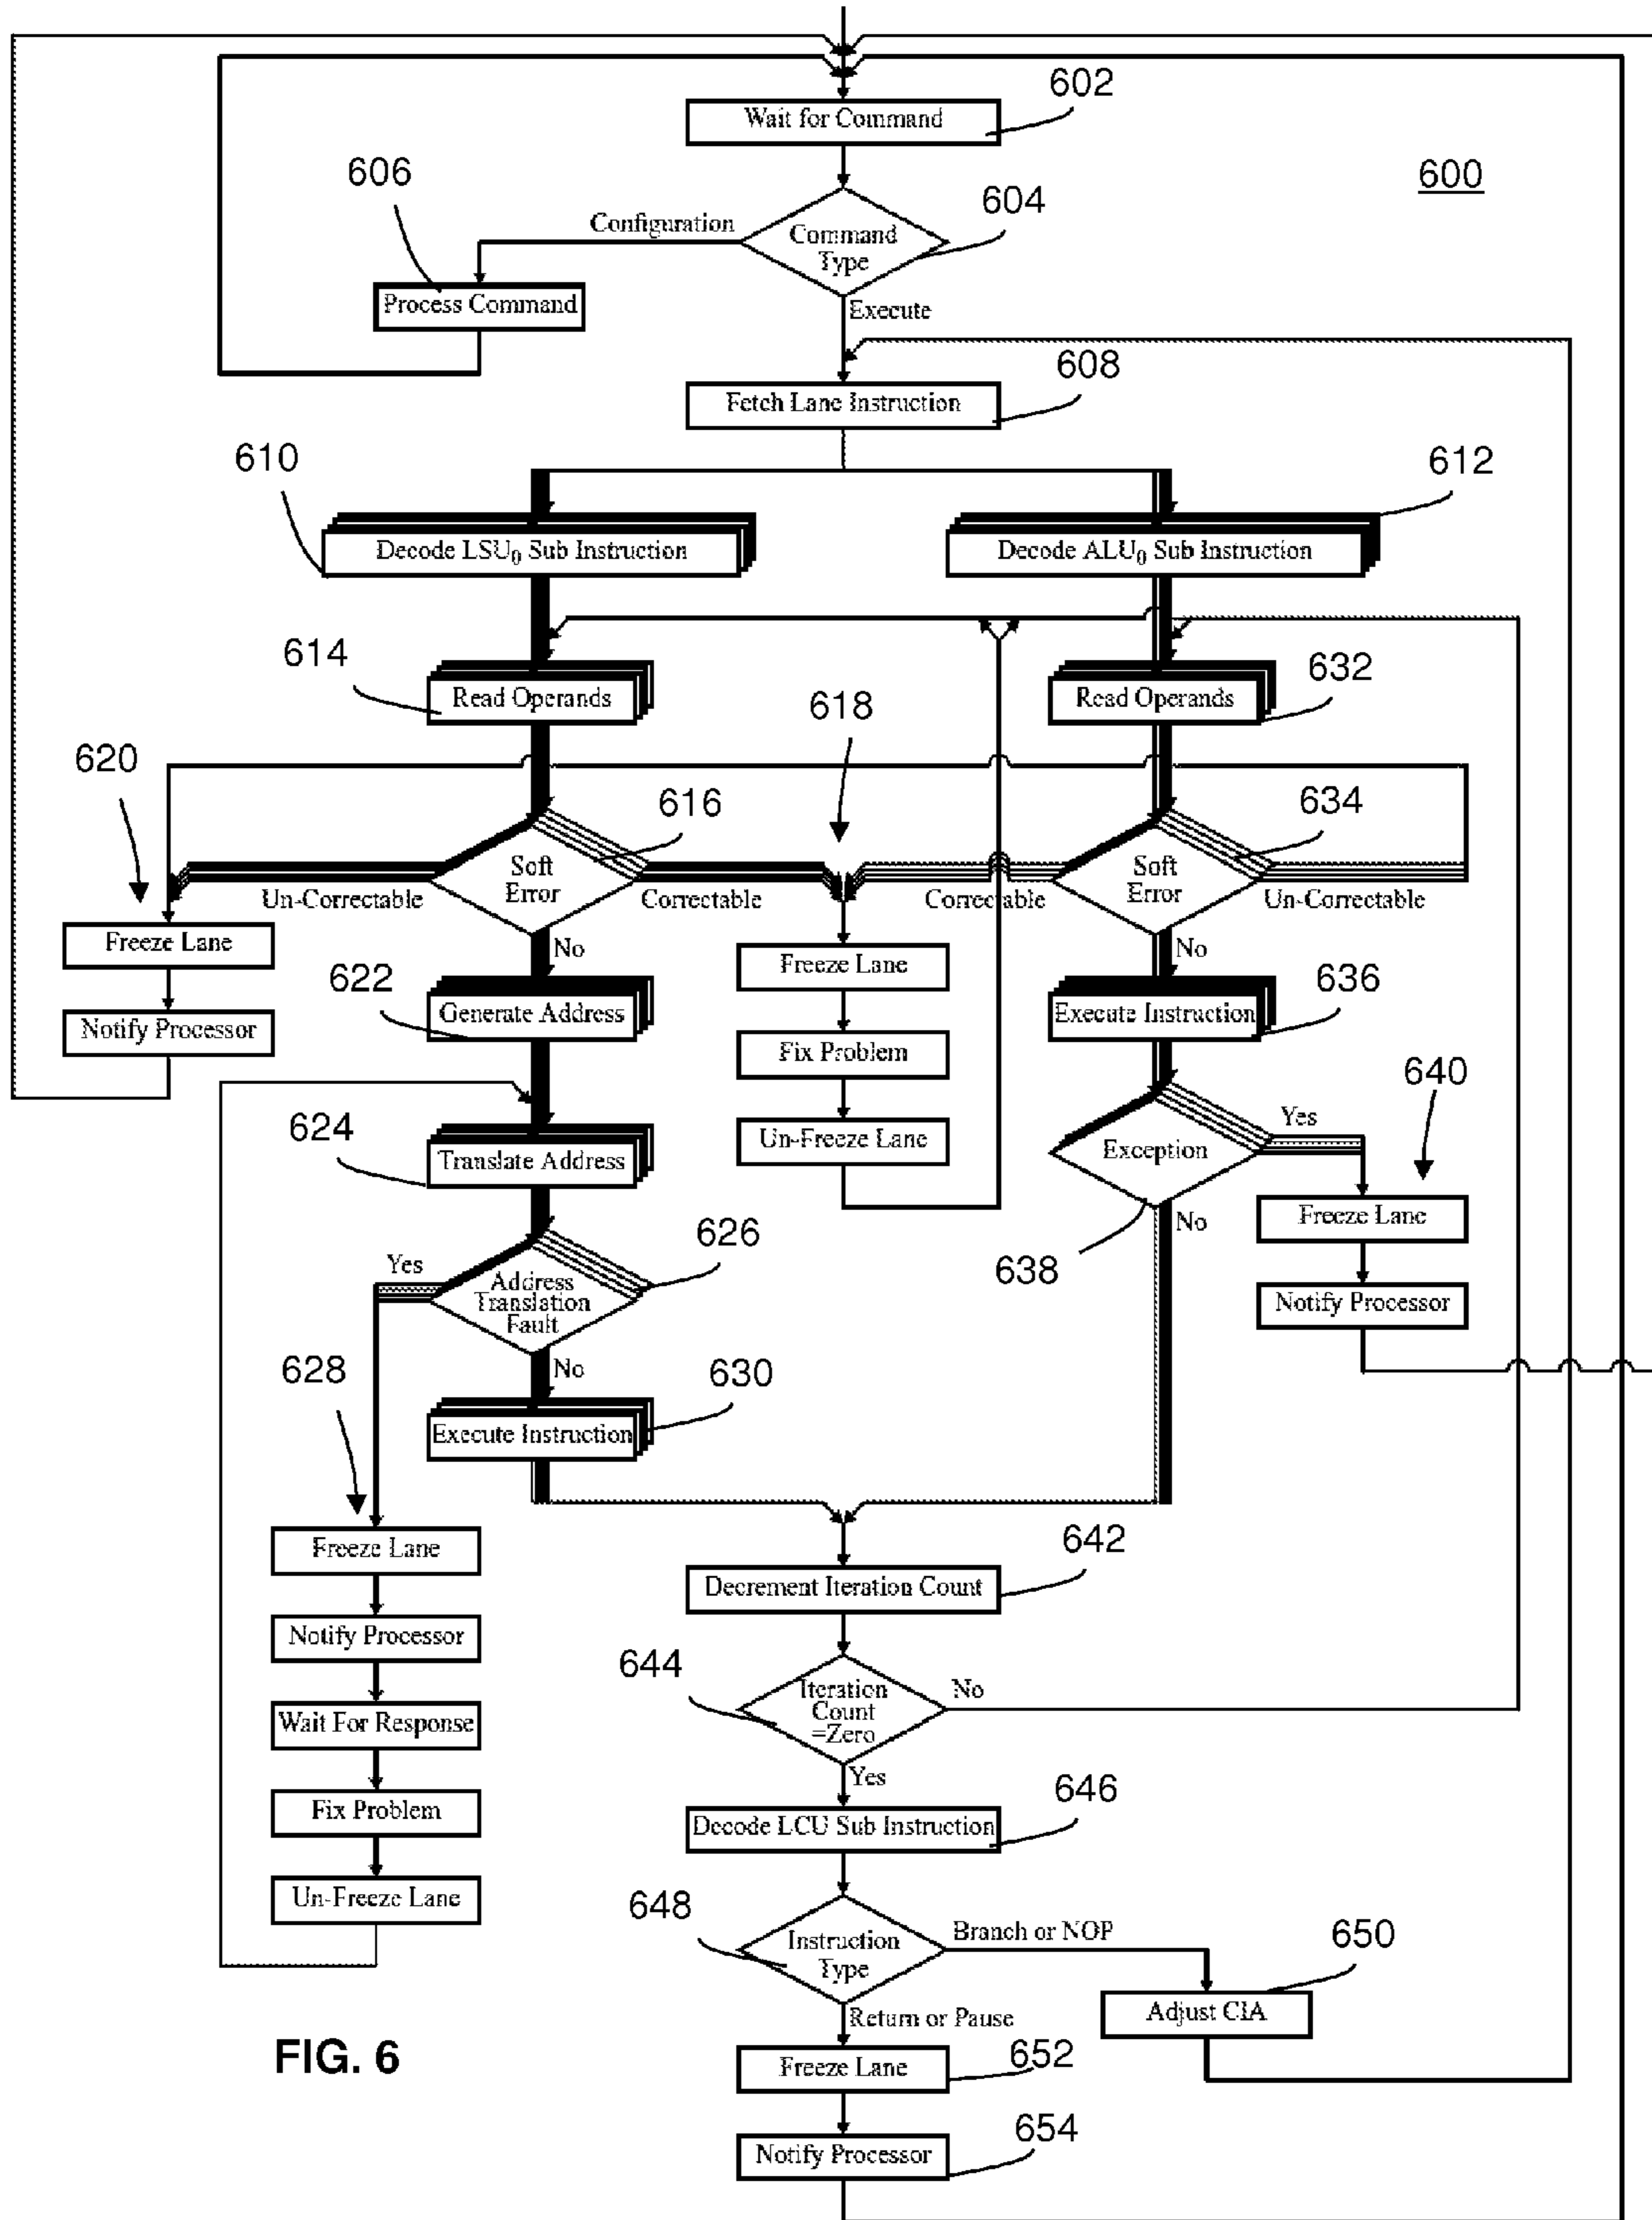 602
Wait for Command
600
606
604
Configuration
Command
Type
Process Command
Execute
608
Fetch Lane Instruction
610
612
Decode LSU0 Sub Instruction
Decode ALU0 Sub Instruction
614
632
Read Operands
Read Operands
618
620
616
634
Soft
Error
Soft
Error
Un-Correctable
Correctable
Correctable
Un-Correctable
Freeze Lane
No
No
Freeze Lane
622
636
Generate Address
Execute Instruction
Notify Processor
Fix Problem
640
624
Yes
Un-Freeze Lane
Translate Address
Exception
626
Freeze Lane
No
638
Yes
Address
Translation
Fault
Notify Processor
628
No
630
Execute Instruction
Freeze Lane
642
Decrement Iteration Count
Notify Processor
644
Iteration
Count
=Zero
No
Wait For Response
Yes
646
Fix Problem
Decode LCU Sub Instruction
Un-Freeze Lane
648
Branch or NOP
650
Instruction
Type
Adjust CIA
Return or Pause
FIG. 6
652
Freeze Lane
654
Notify Processor